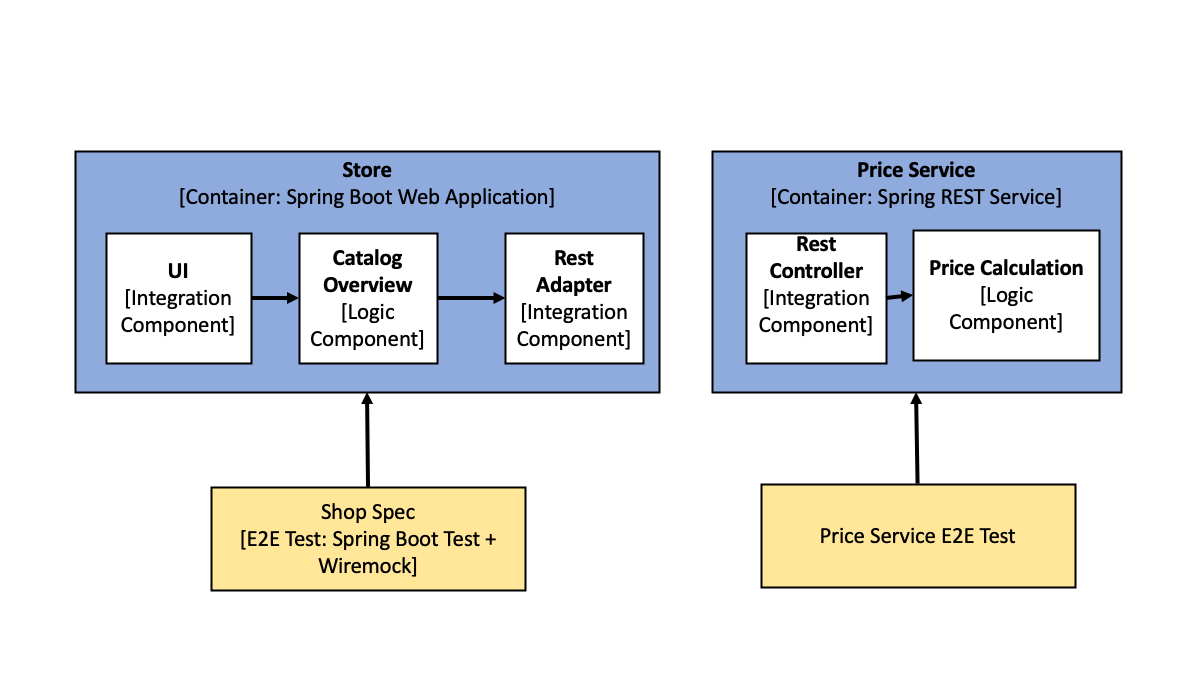 Store
[Container: Spring Boot Web Application]
UI
[Integration
Component]
Catalog
Overview
[Logic
Component]
Rest
Adapter
[Integration
Component]
Price Service
[Container: Spring REST Service]
Rest
Controller
[Integration
Component]
Price Calculation
[Logic
Component]
Shop Spec
[E2E Test: Spring Boot Test +
Wiremock]
Price Service E2E Test